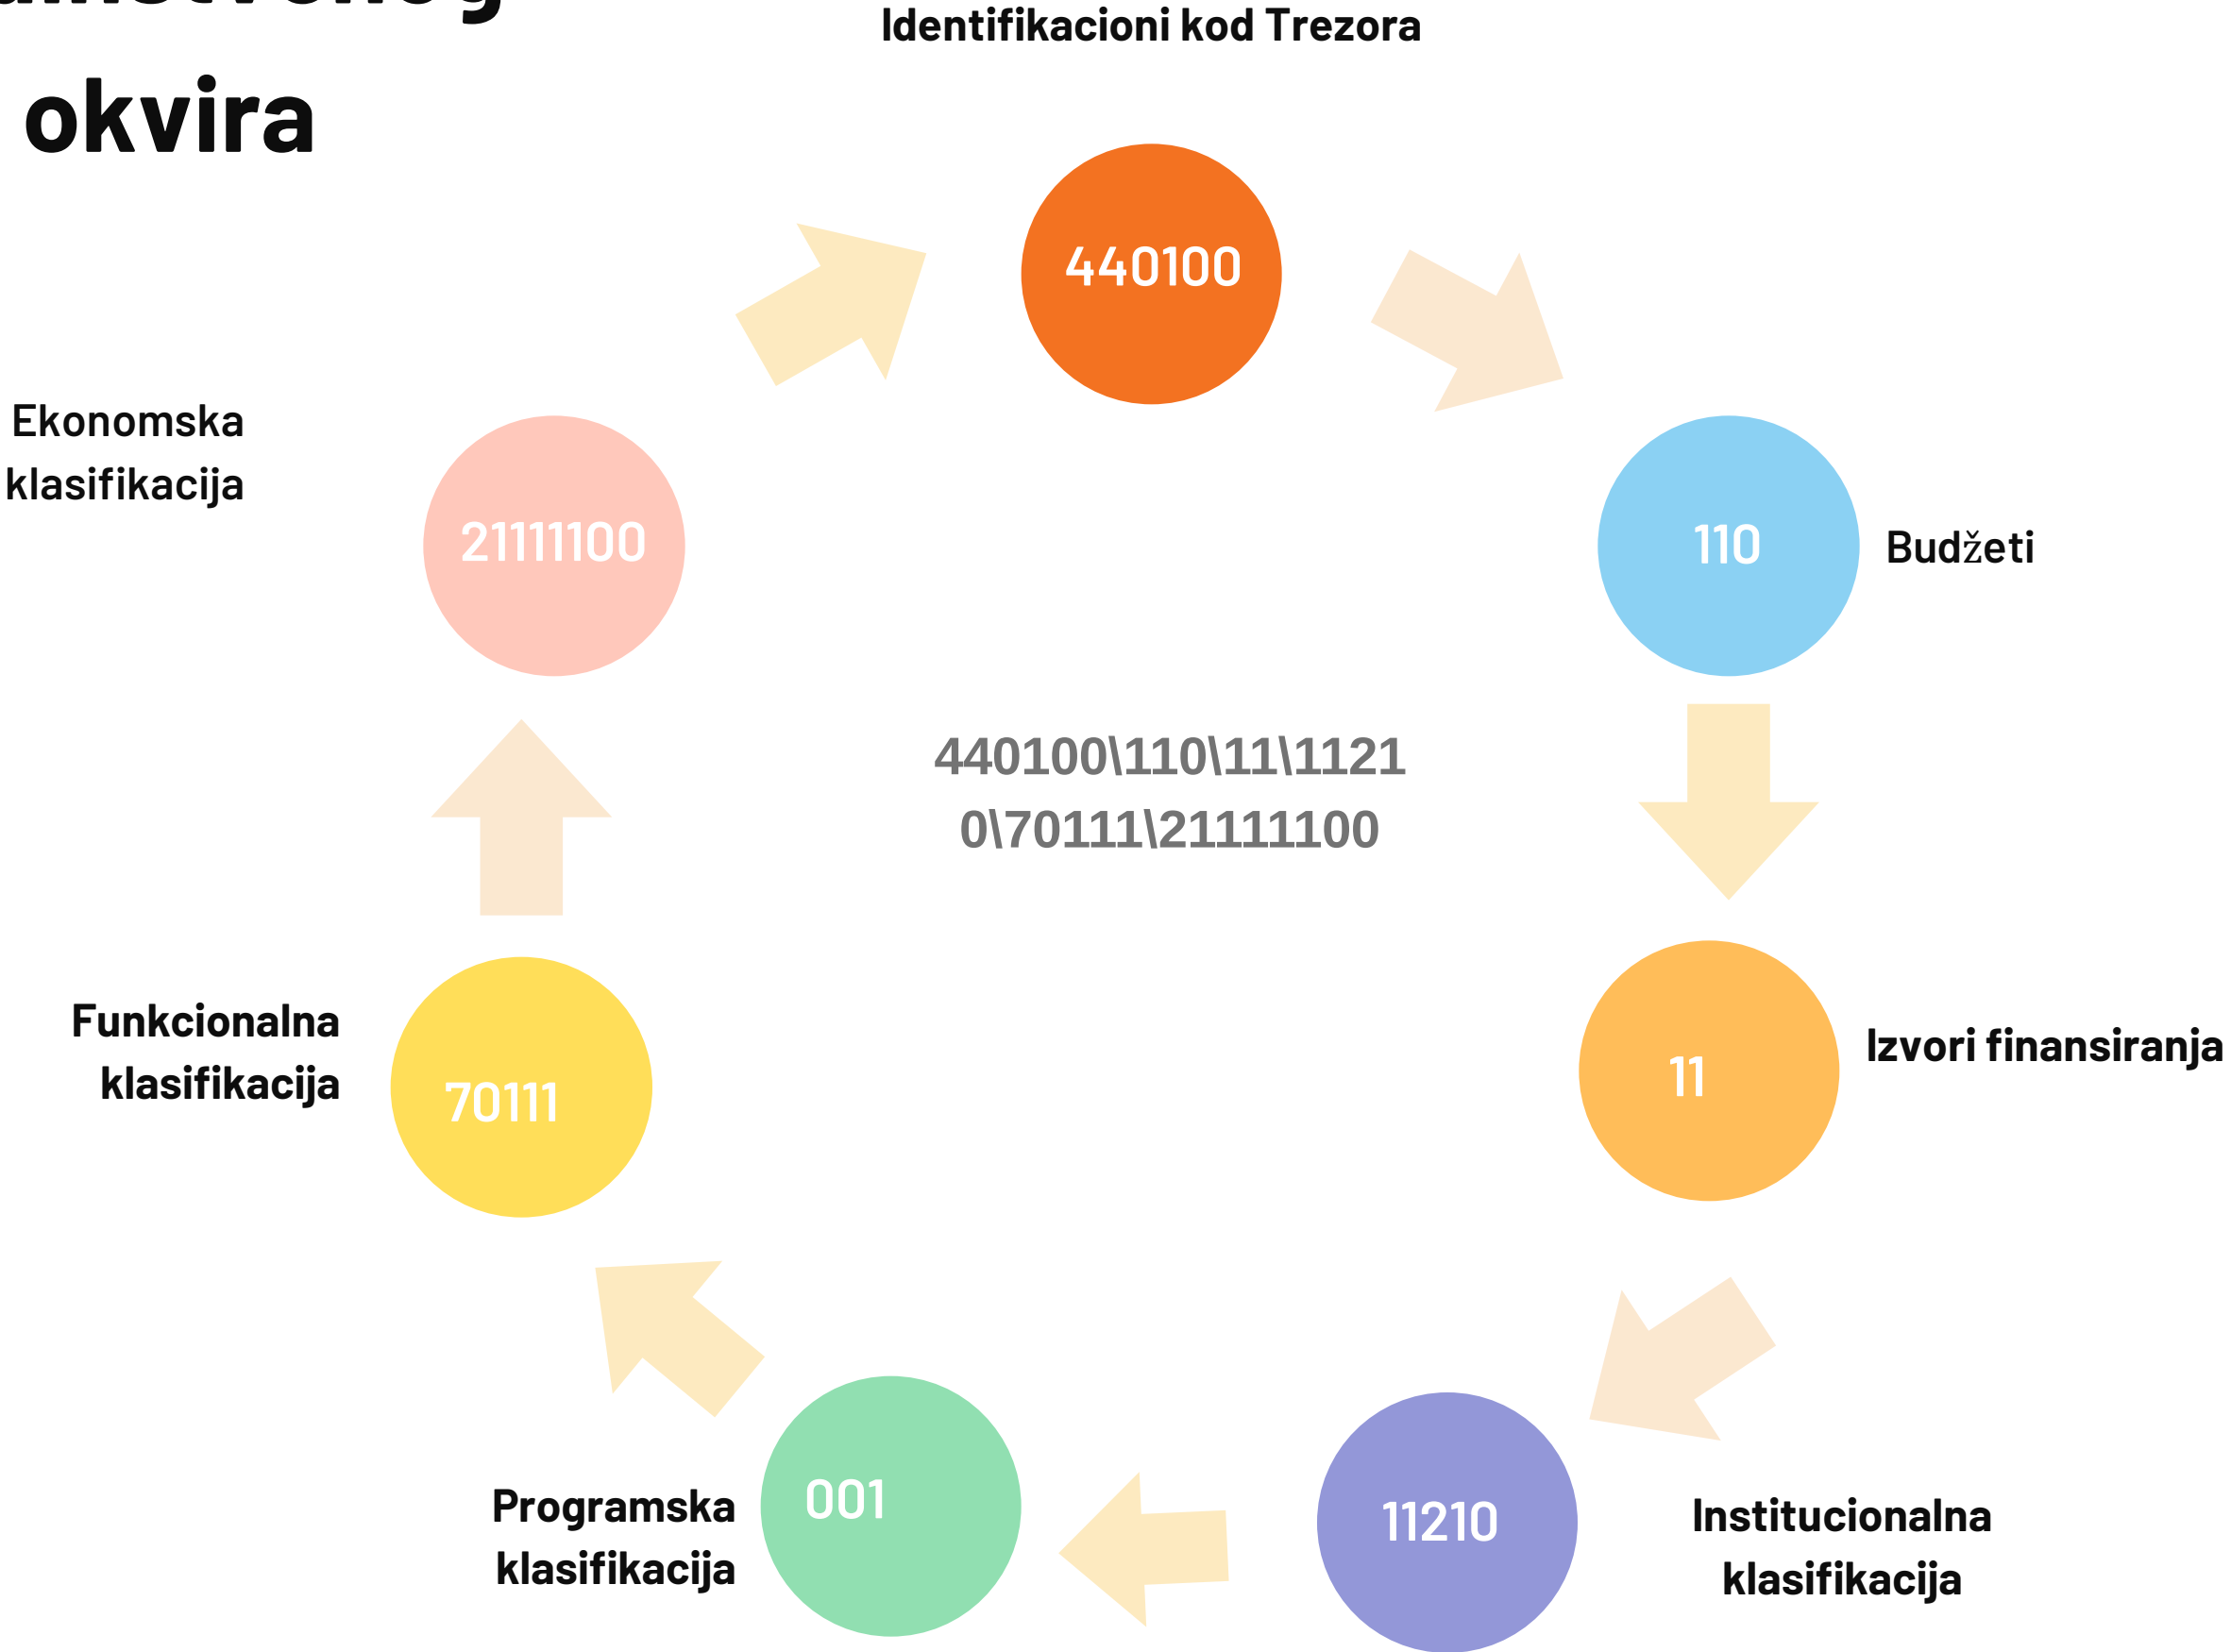 okvira
Identifikacioni kod Trezora
440100
110
Budžeti
11
Izvori finansiranja
11210
Institucionalna
klasifikacija
001
Programska
klasifikacija
70111
Funkcionalna
klasifikacija
21111100
Ekonomska
klasifikacija
440100\110\11\1121
0\70111\21111100